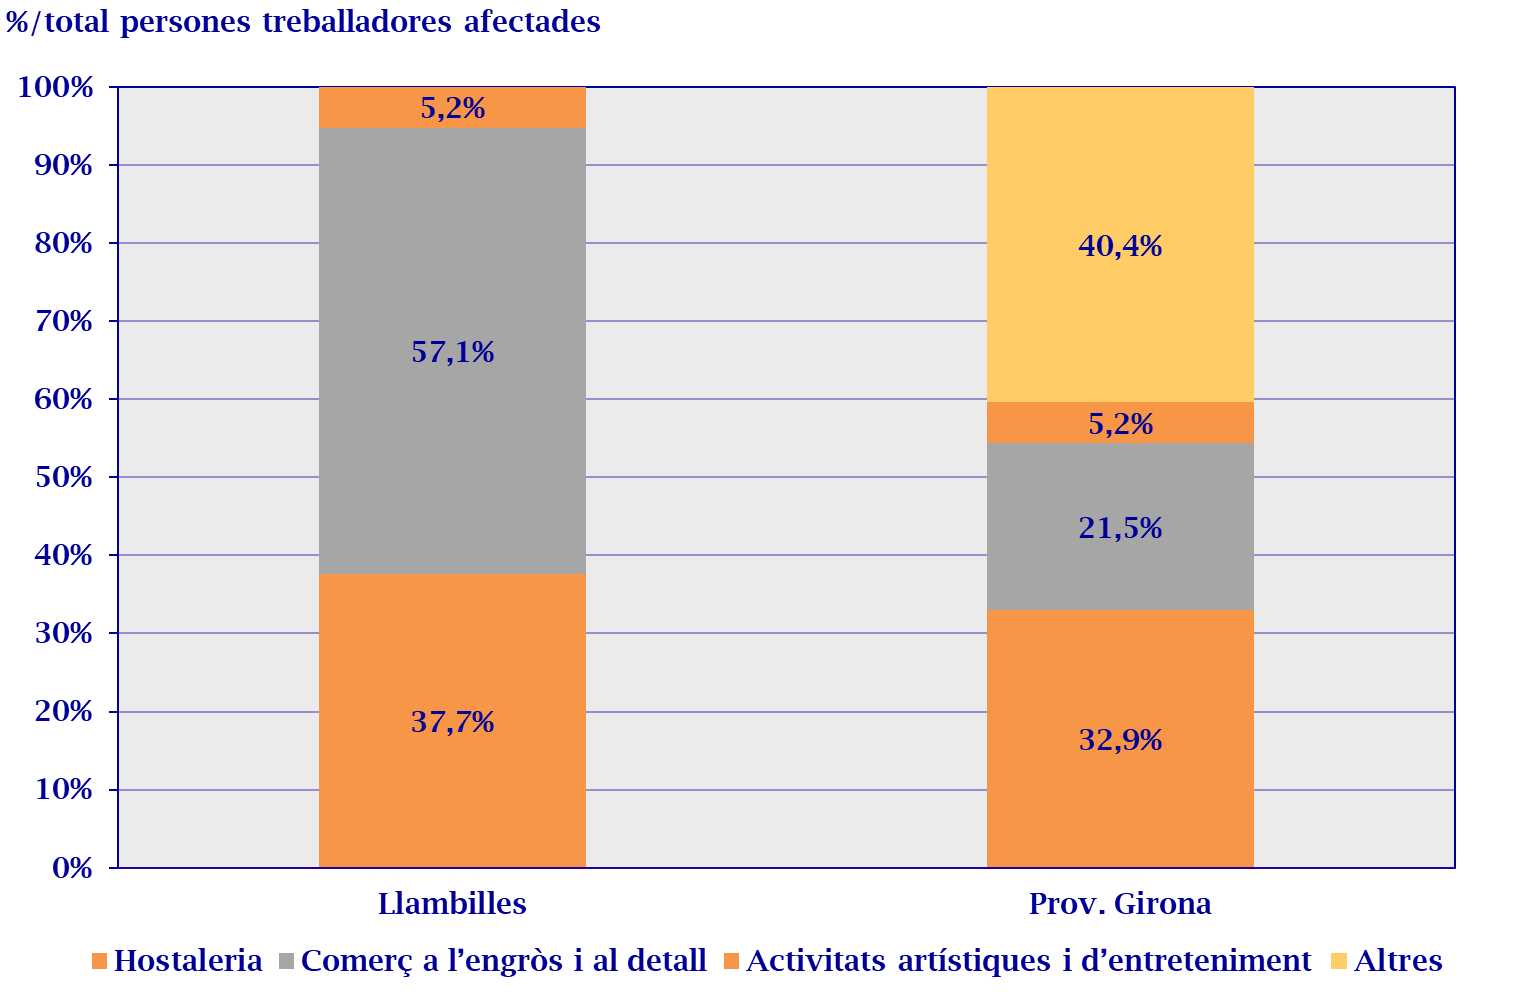 %/total persones treballadores afectades
100%
90%
80%
70%
60%
50%
40%
30%
20%
10%
0%
5,2%
57,1%
37,7%
40,4%
5,2%
21,5%
32,9%
Llambilles
Prov. Girona
Hostaleria
Comerç a l’engròs i al detall
Activitats artístiques i d’entreteniment
Altres